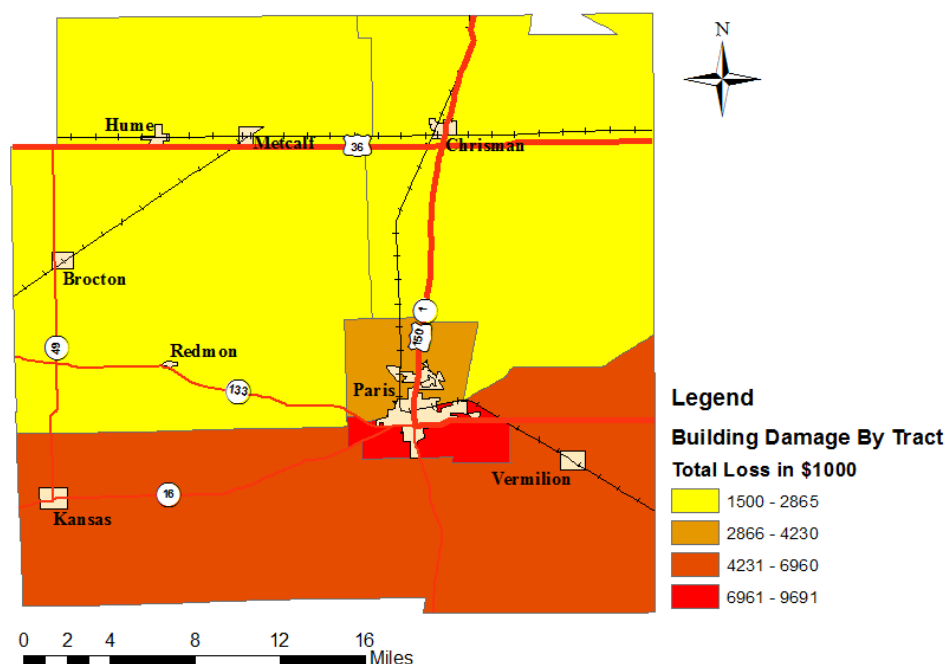 N
Hume
Metcalf
36
Chrisman
Brocton
1
150
49
Redmon
133
Paris
Vermilion
16
Kansas
Legend
Building Damage By Tract
Total Loss in $1000
1500 - 2865
2866 - 4230
4231 - 6960
6961 - 9691
0 2 4 8 12 16
Miles